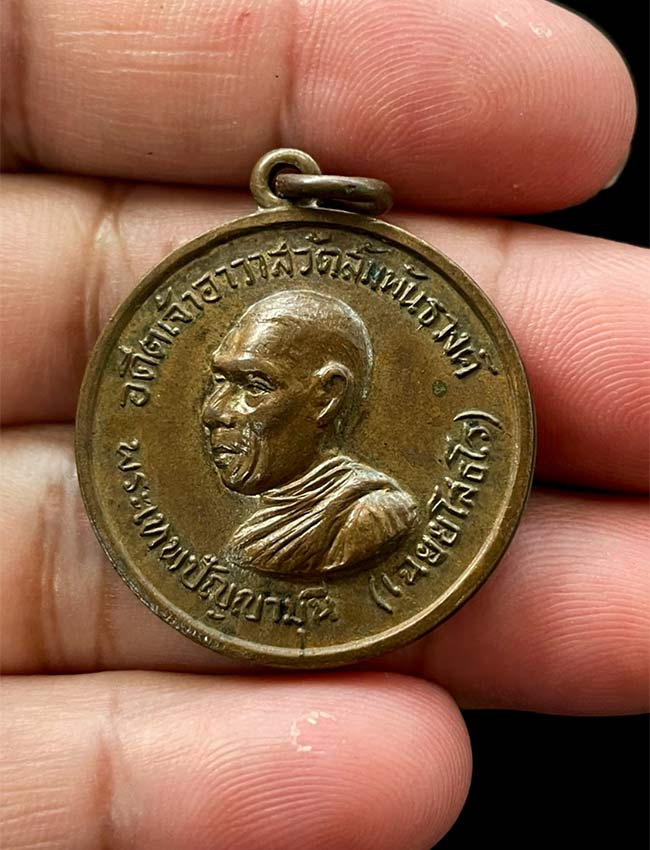 อดีตเจ้าอาวาสวัดสัมพันธวงศ์
พระเทพปัญญามุนี (เฉยยโสธโร)